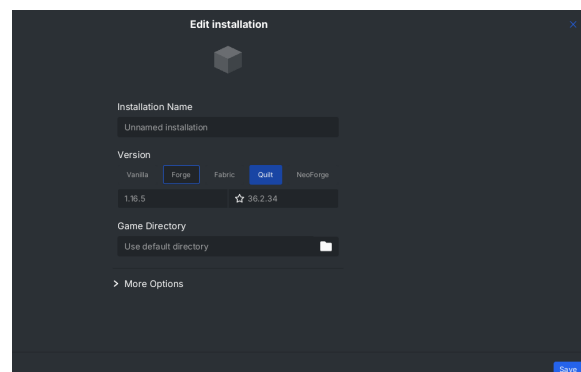 Edit installation
Installation Name
Unnamed installation
Version
Vanilla Forge Fabric Quilt NeoForge
1.16.5 36.2.34
Game Directory
Use default directory
More Options
Save